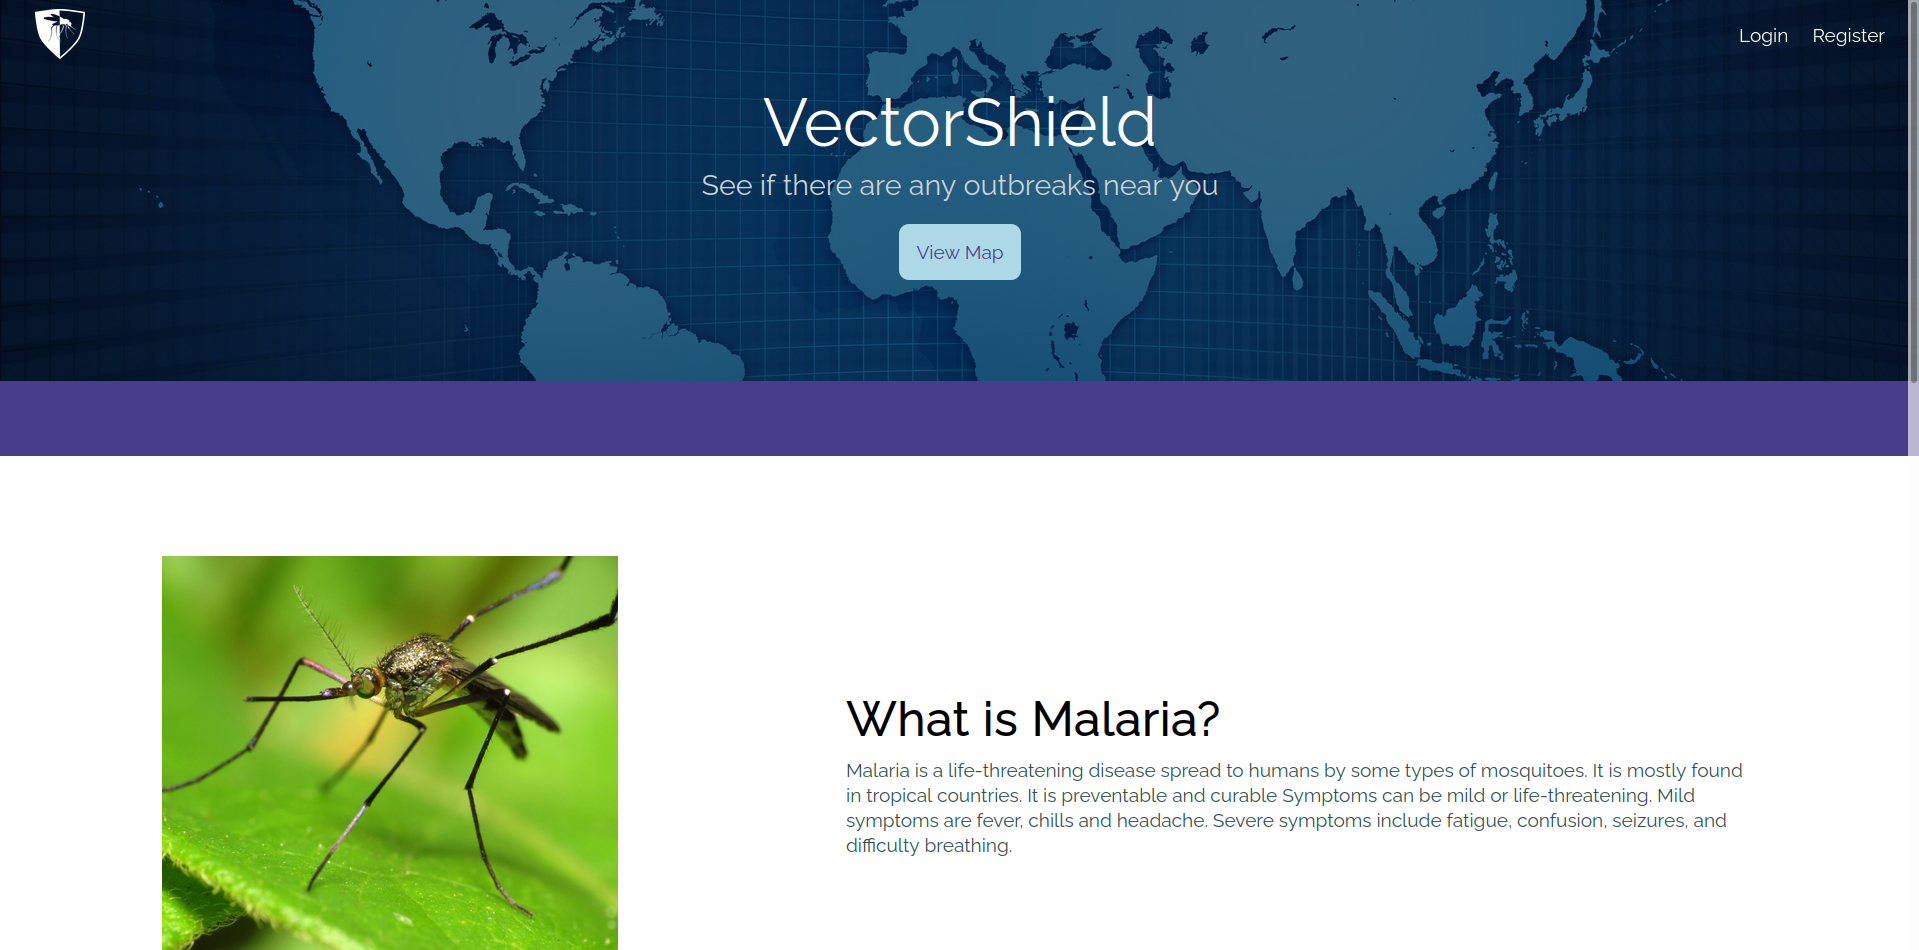 Login Register
VectorShield
See if there are any outbreaks near you
View Map
What is Malaria?
Malaria is a life-threatening disease spread to humans by some types of mosquitoes. It is mostly found
in tropical countries. It is preventable and curable Symptoms can be mild or life-threatening. Mild
symptoms are fever, chills and headache. Severe symptoms include fatigue, confusion, seizures, and
difficulty breathing.